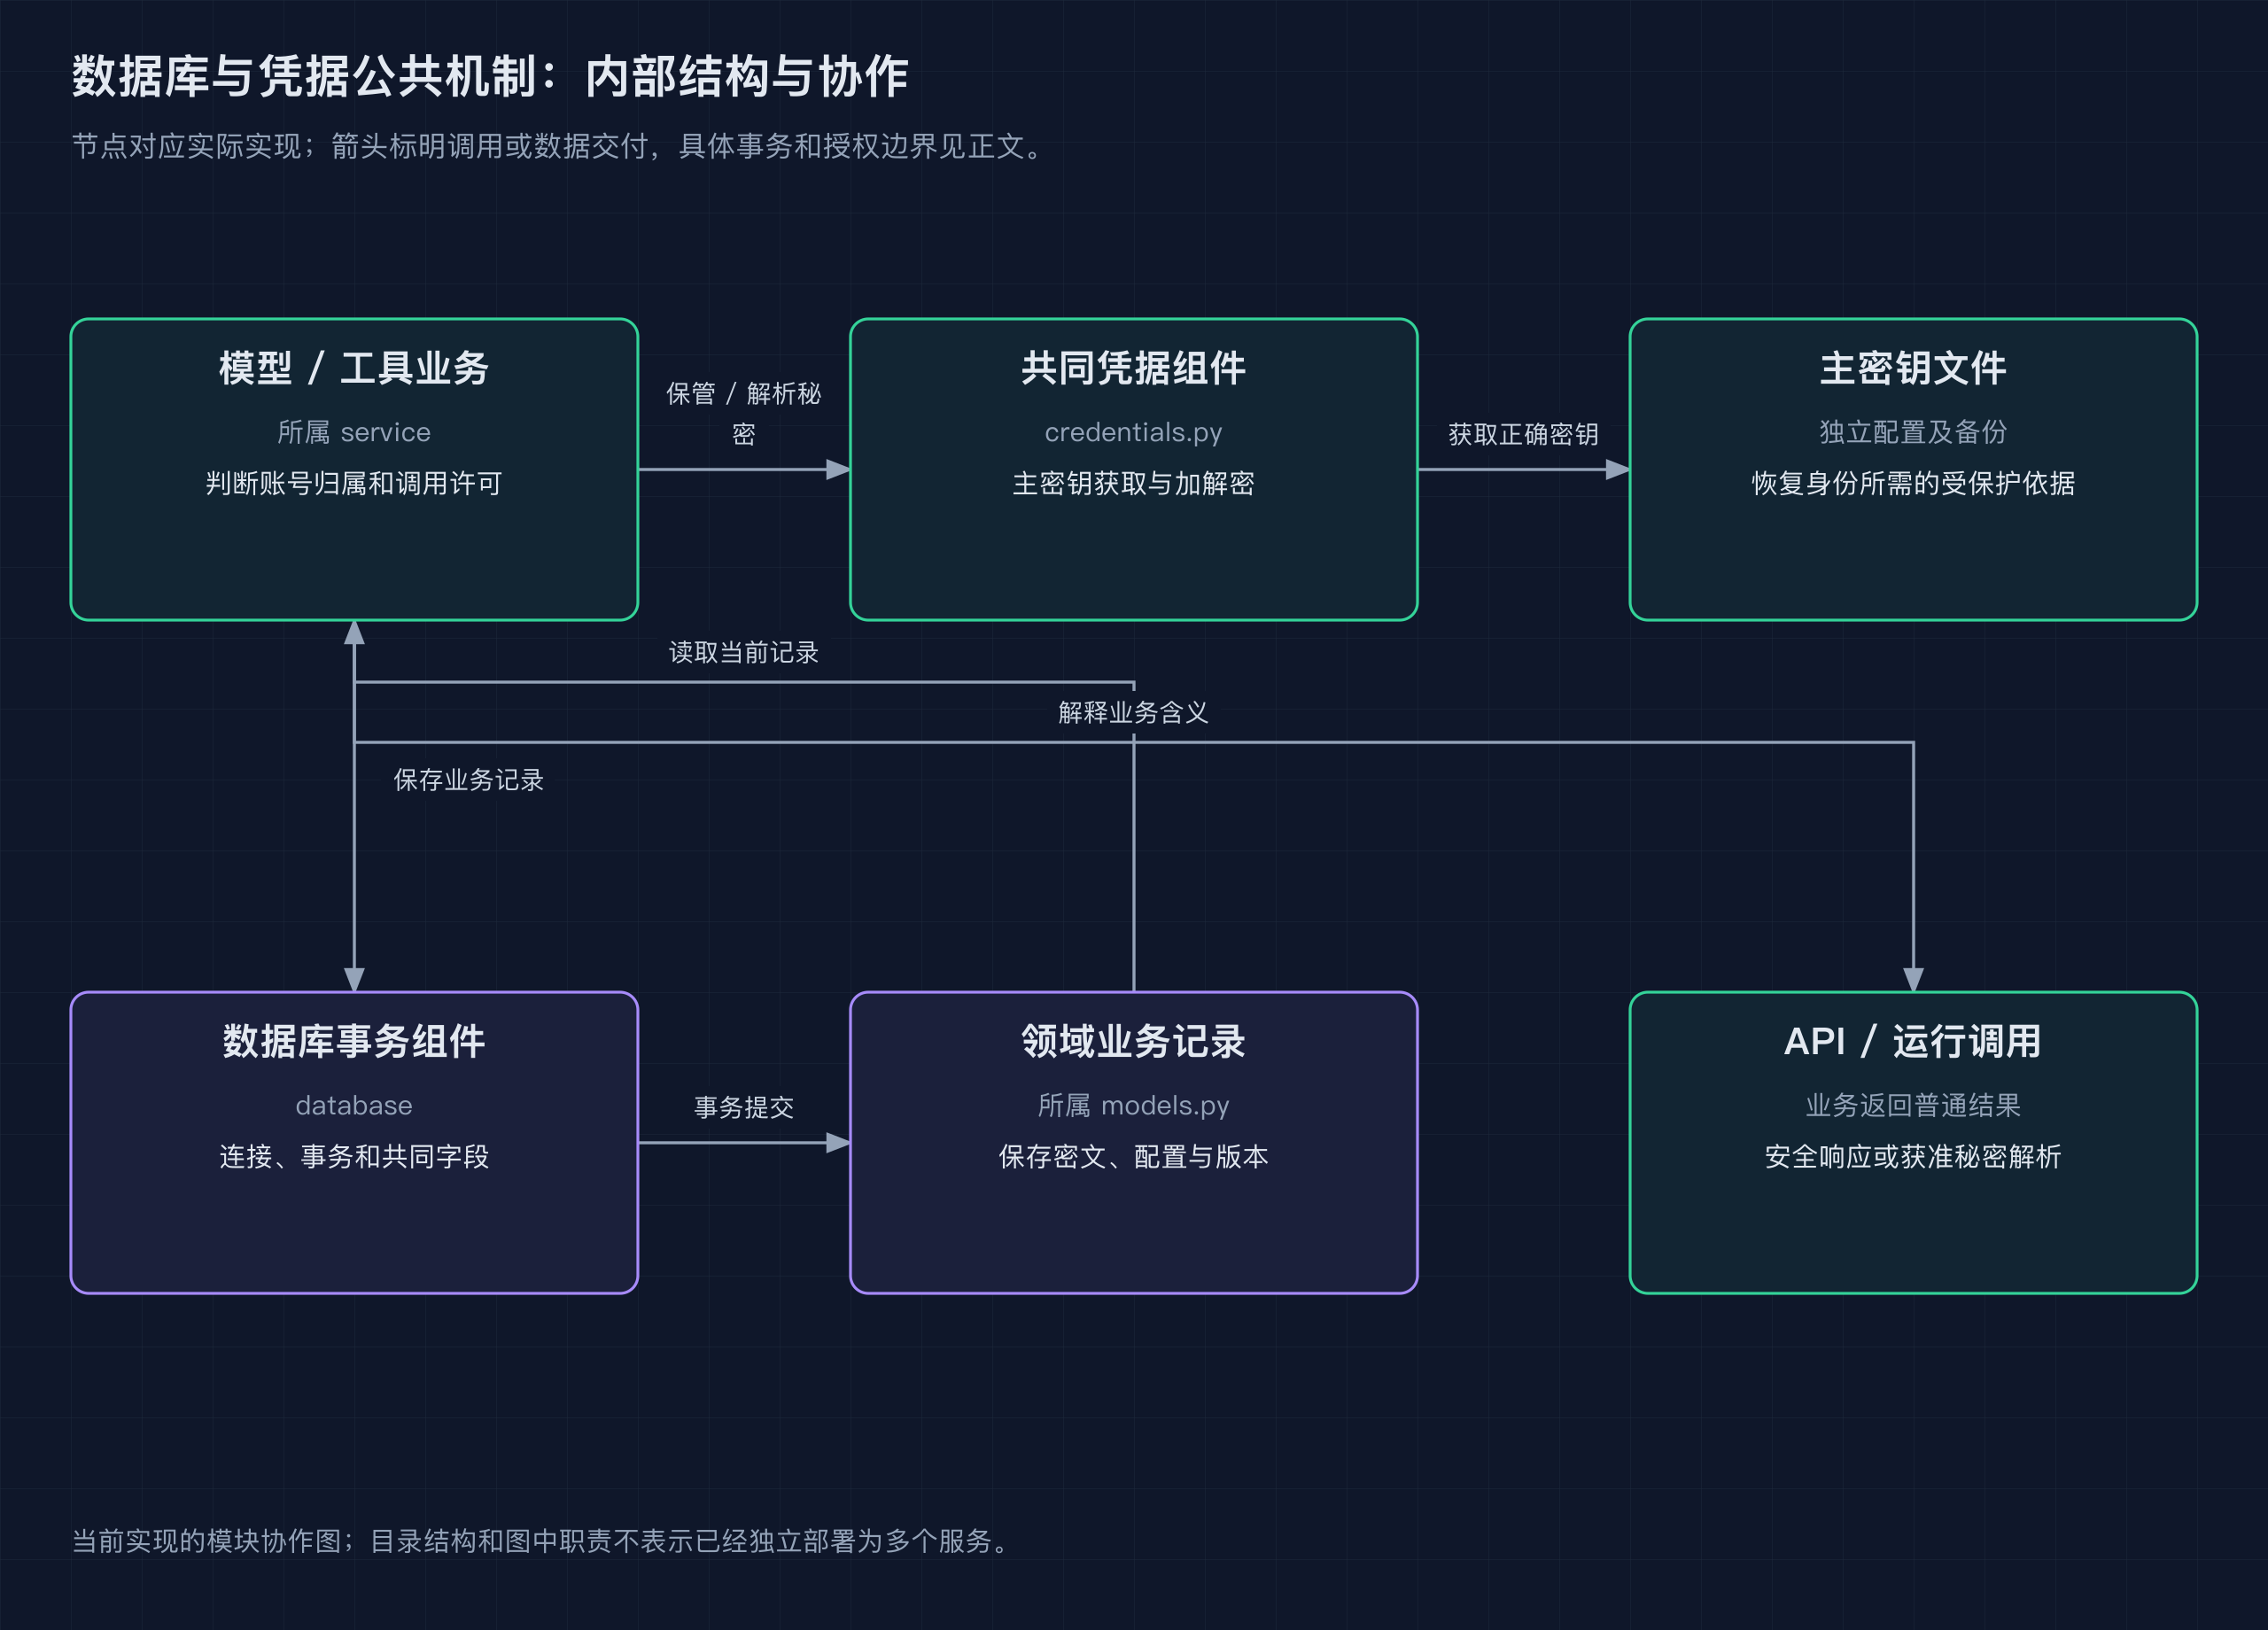 数据库与凭据公共机制：内部结构与协作
节点对应实际实现；箭头标明调用或数据交付，具体事务和授权边界见正文。
模型 / 工具业务
所属 service
判断账号归属和调用许可
保管 / 解析秘
密
共同凭据组件
credentials.py
主密钥获取与加解密
获取正确密钥
主密钥文件
独立配置及备份
恢复身份所需的受保护依据
读取当前记录
解释业务含义
保存业务记录
数据库事务组件
database
连接、事务和共同字段
事务提交
领域业务记录
所属 models.py
保存密文、配置与版本
API / 运行调用
业务返回普通结果
安全响应或获准秘密解析
当前实现的模块协作图；目录结构和图中职责不表示已经独立部署为多个服务。